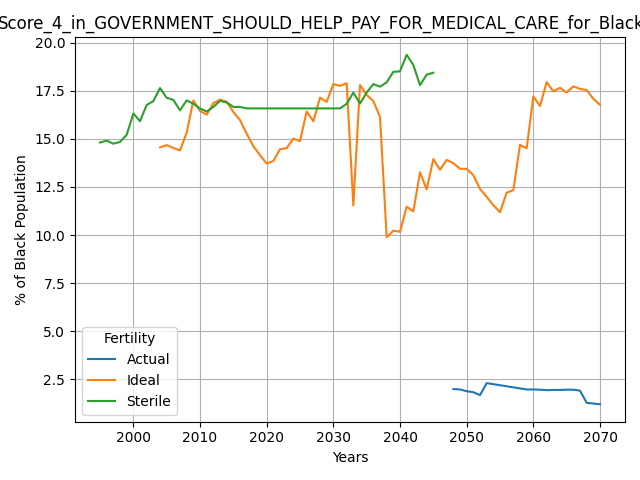 Score_4_in_GOVERNMENT_SHOULD_HELP_PAY_FOR_MEDICAL_CARE_for_Black
20.0
17.5
15.0
12.5
10.0
7.5
5.0
2.5
% of Black Population
Fertility
Actual
Ideal
Sterile
2000 2010 2020 2030 2040 2050 2060 2070
Years